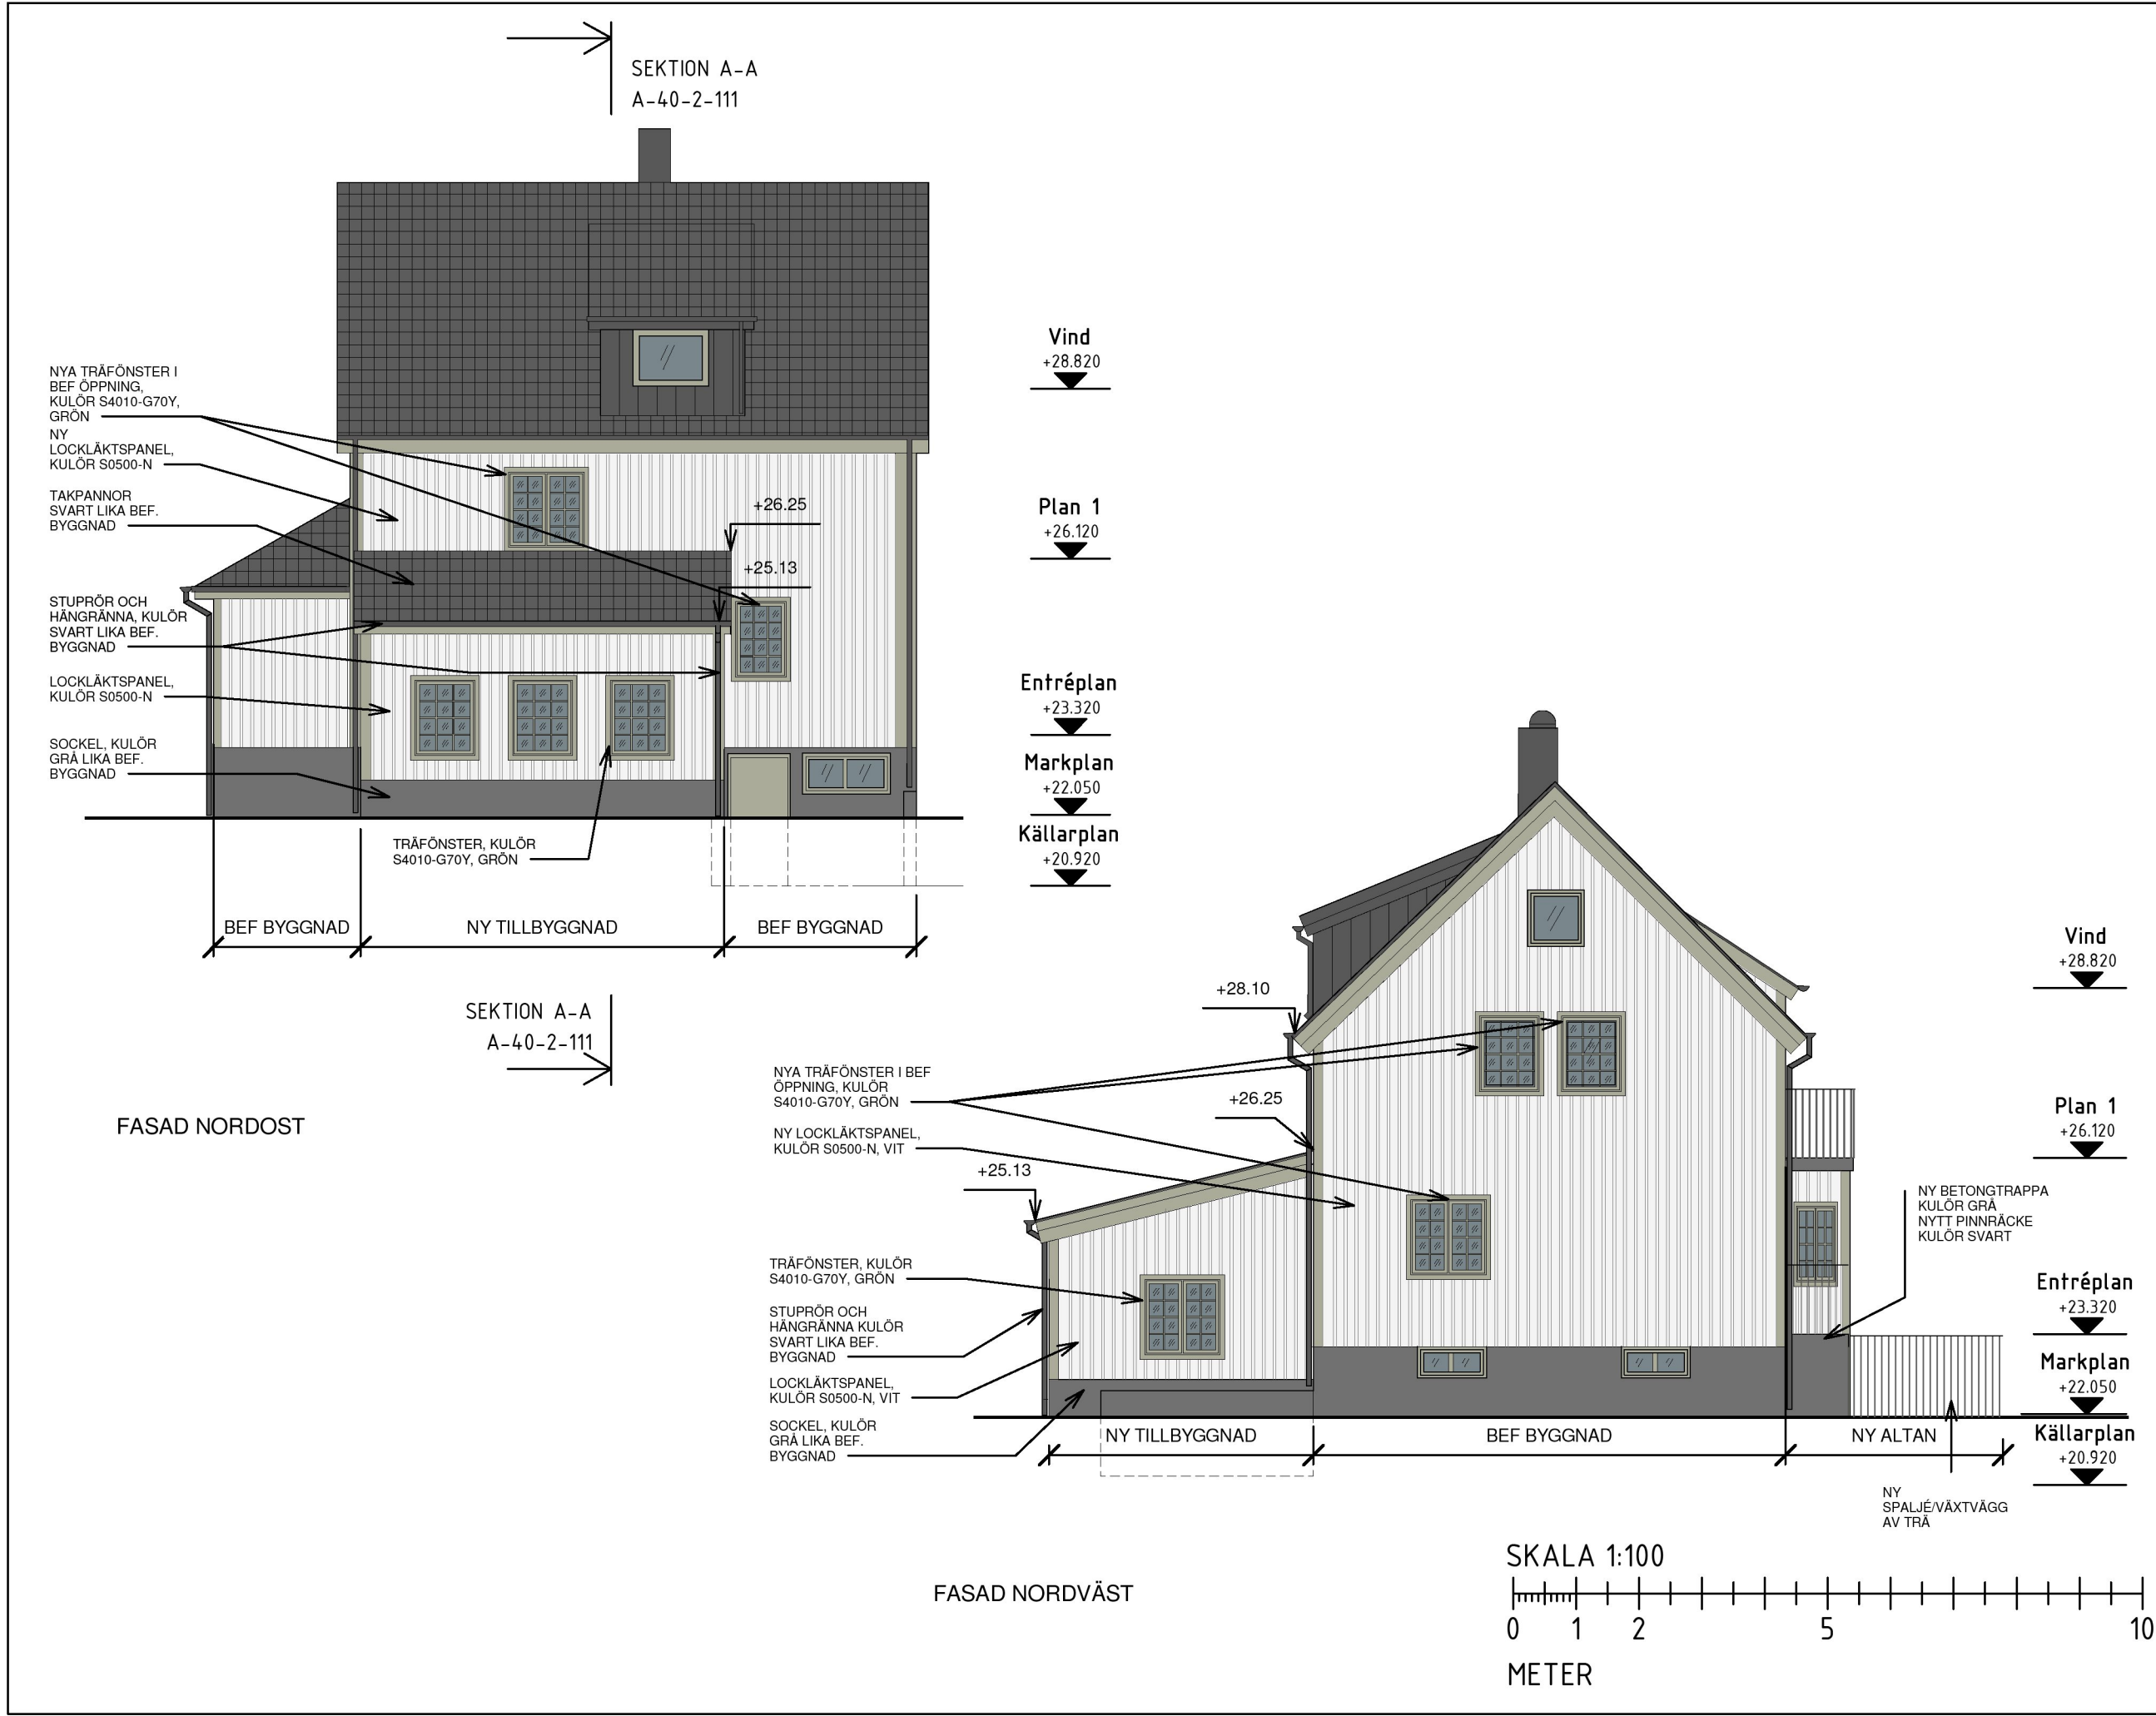 SEKTION A-A
A-40-2-111
NYA TRÄFÖNSTER I
BEF ÖPPNING,
KULÖR S4010-G70Y,
GRÖN
NY
LOCKLÄKTSPANEL,
KULÖR S0500-N
TAKPANNOR
SVART LIKA BEF.
BYGGNAD
STUPRÖR OCH
HÄNGRÄNNA, KULÖR
SVART LIKA BEF.
BYGGNAD
LOCKLÄKTSPANEL,
KULÖR S0500-N
SOCKEL, KULÖR
GRÅ LIKA BEF.
BYGGNAD
+26.25
+25.13
TRÄFÖNSTER, KULÖR
S4010-G70Y, GRÖN
BEF BYGGNAD
NY TILLBYGGNAD
BEF BYGGNAD
Vind
+28.820
Plan 1
+26.120
Entréplan
+23.320
Markplan
+22.050
Källarplan
+20.920
SEKTION A-A
A-40-2-111
FASAD NORDOST
+28.10
NYA TRÄFÖNSTER I BEF
ÖPPNING, KULÖR
S4010-G70Y, GRÖN
+26.25
NY LOCKLÄKTSPANEL,
KULÖR S0500-N, VIT
+25.13
TRÄFÖNSTER, KULÖR
S4010-G70Y, GRÖN
STUPRÖR OCH
HÄNGRÄNNA KULÖR
SVART LIKA BEF.
BYGGNAD
LOCKLÄKTSPANEL,
KULÖR S0500-N, VIT
SOCKEL, KULÖR
GRÅ LIKA BEF.
BYGGNAD
NY TILLBYGGNAD
BEF BYGGNAD
NY ALTAN
NY BETONGTRAPPA
KULÖR GRÅ
NYTT PINNRÄCKE
KULÖR SVART
NY
SPALJÉ/VÄXTVÄGG
AV TRÄ
Vind
+28.820
Plan 1
+26.120
Entréplan
+23.320
Markplan
+22.050
Källarplan
+20.920
FASAD NORDVÄST
SKALA 1:100
0 1 2 5 10
METER